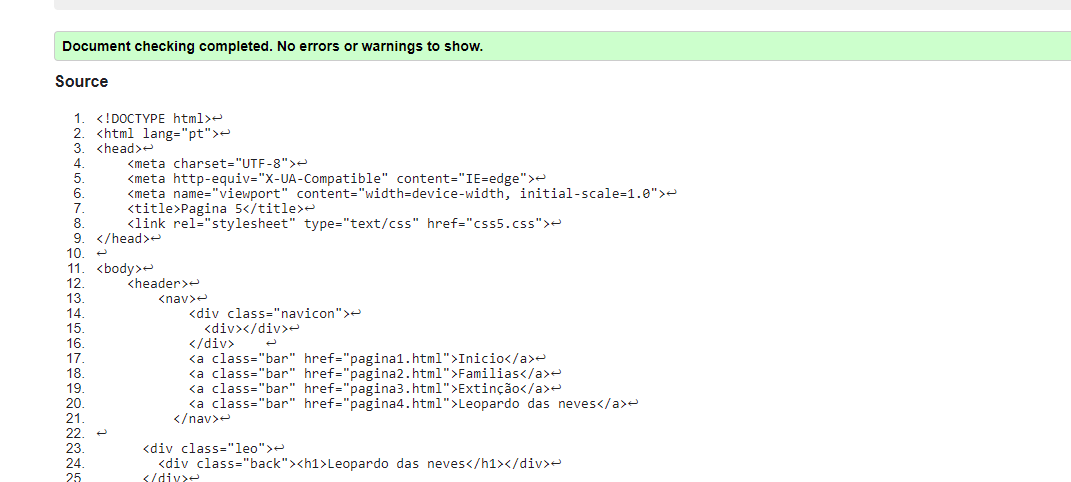 Document checking completed. No errors or warnings to show.
Source
1. <!DOCTYPE html>↩
2. <html lang="pt">↩
3. <head>↩
4.     <meta charset="UTF-8">↩
5.     <meta http-equiv="X-UA-Compatible" content="IE=edge">↩
6.     <meta name="viewport" content="width=device-width, initial-scale=1.0">↩
7.     <title>Pagina 5</title>↩
8.     <link rel="stylesheet" type="text/css" href="css5.css">↩
9. </head>↩
10. ↩
11. <body>↩
12.     <header>↩
13.         <nav>↩
14.             <div class="navicon">↩
15.               <div></div>↩
16.             </div>    ↩
17.             <a class="bar" href="pagina1.html">Inicio</a>↩
18.             <a class="bar" href="pagina2.html">Familias</a>↩
19.             <a class="bar" href="pagina3.html">Extinção</a>↩
20.             <a class="bar" href="pagina4.html">Leopardo das neves</a>↩
21.           </nav>↩
22. ↩
23.       <div class="leo">↩
24.         <div class="back"><h1>Leopardo das neves</h1></div>↩
25.       </div>↩